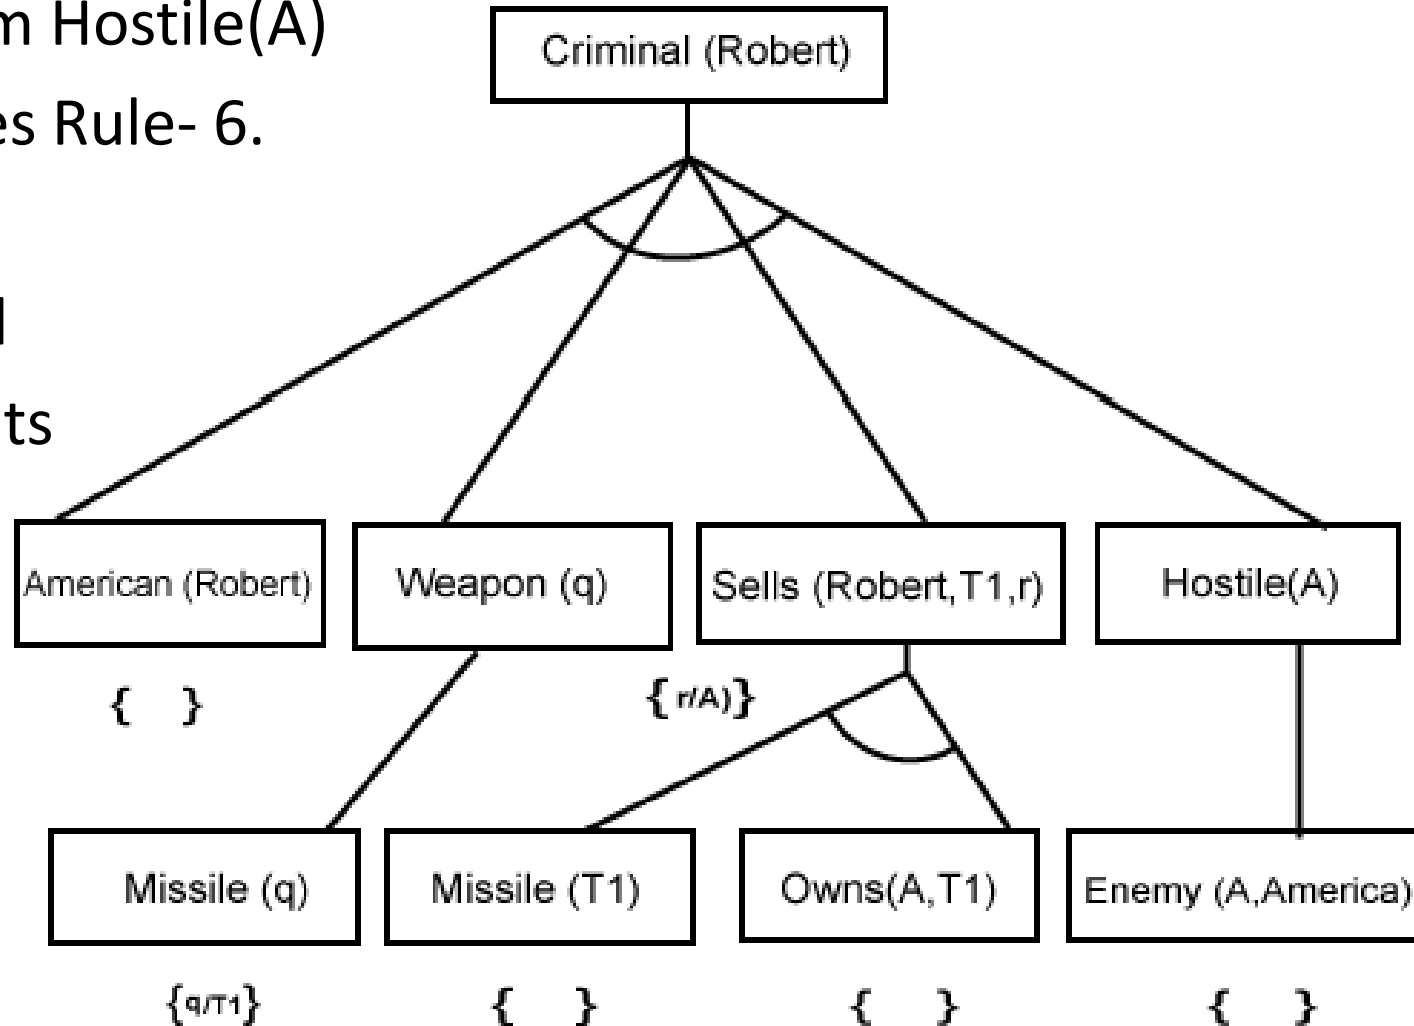 m Hostile(A)
es Rule- 6.
ts
Criminal (Robert)
American (Robert)
Weapon (q)
Sells (Robert,T1,r)
Hostile(A)
{ }
{ r/A)}
Missile (q)
Missile (T1)
Owns(A,T1)
Enemy (A,America)
{q/T1}
{ }
{ }
{ }